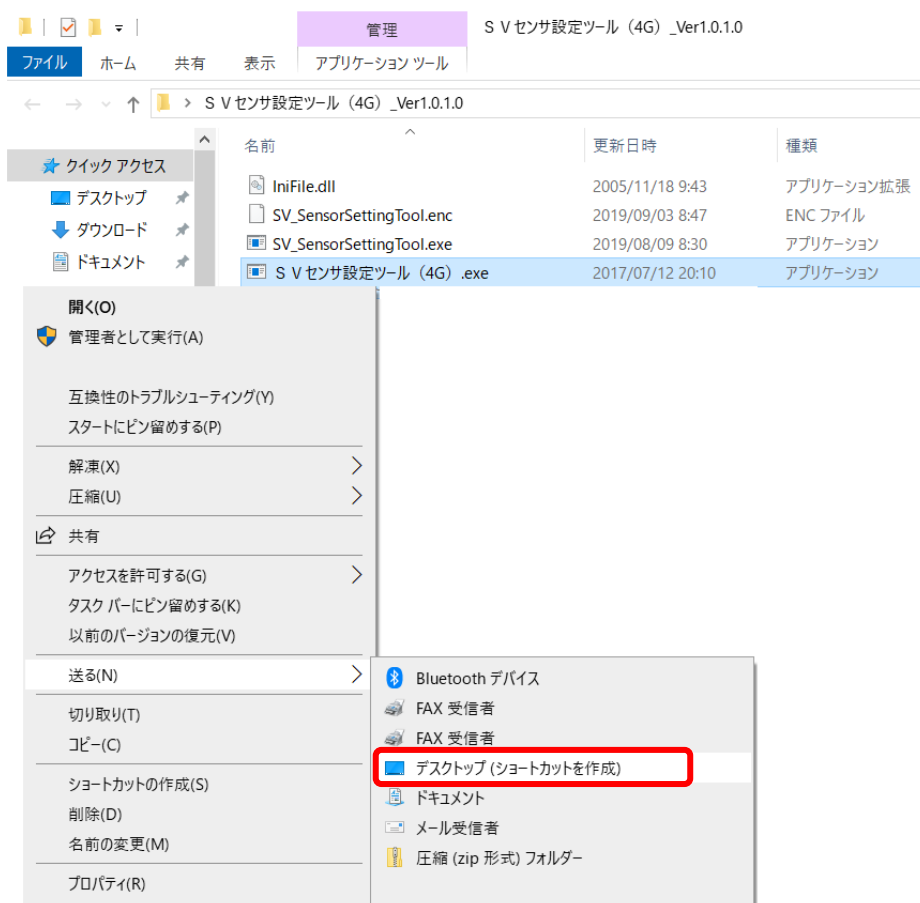 管理
ＳＶセンサ設定ツール（4G）_Ver1.0.1.0
ファイル
ホーム
共有
表示
アプリケーション ツール
ＳＶセンサ設定ツール（4G）_Ver1.0.1.0
名前
更新日時
種類
クイック アクセス
デスクトップ
ダウンロード
ドキュメント
IniFile.dll 2005/11/18 9:43 アプリケーション拡張
SV_SensorSettingTool.enc 2019/09/03 8:47 ENC ファイル
SV_SensorSettingTool.exe 2019/08/09 8:30 アプリケーション
ＳＶセンサ設定ツール（4G）.exe 2017/07/12 20:10 アプリケーション
開く(O)
管理者として実行(A)
互換性のトラブルシューティング(Y)
スタートにピン留めする(P)
解凍(X)
圧縮(U)
共有
アクセスを許可する(G)
タスク バーにピン留めする(K)
以前のバージョンの復元(V)
送る(N)
切り取り(T)
コピー(C)
ショートカットの作成(S)
削除(D)
名前の変更(M)
プロパティ(R)
Bluetooth デバイス
FAX 受信者
FAX 受信者
デスクトップ (ショートカットを作成)
ドキュメント
メール受信者
圧縮 (zip 形式) フォルダー